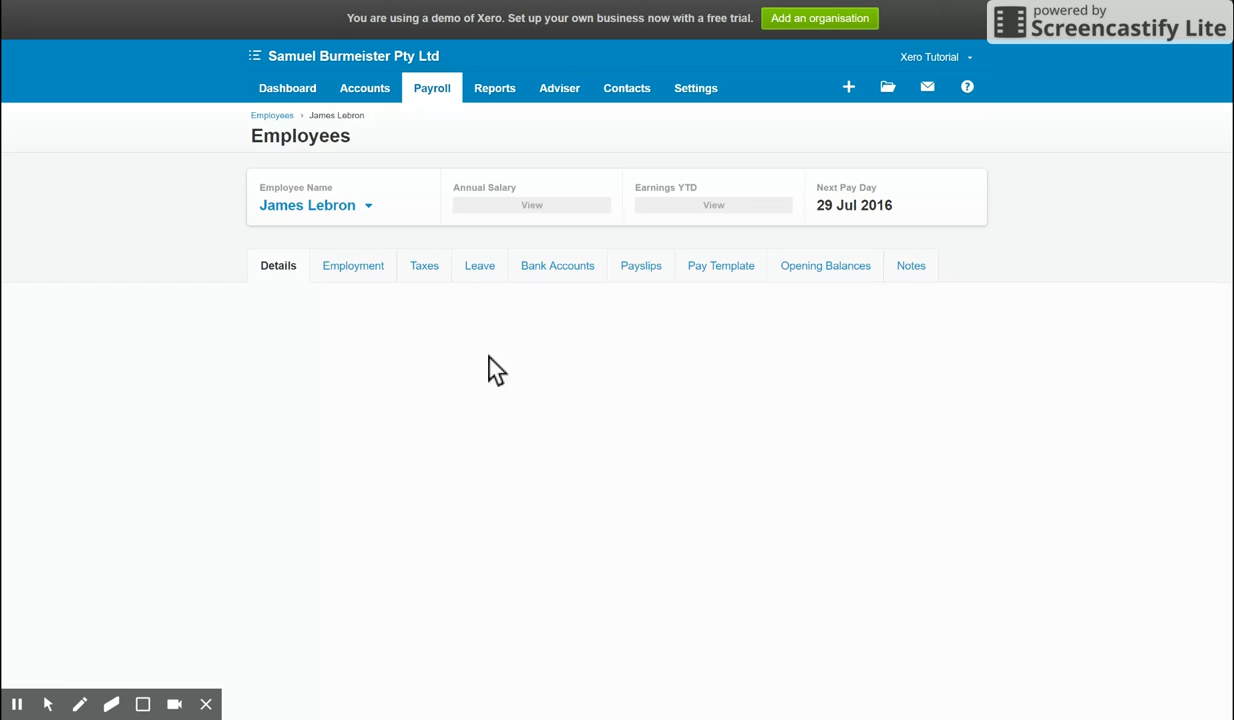 You are using a demo of Xero. Set up your own business now with a free trial. Add an organisation
powered by
Screencastify Lite
Samuel Burmeister Pty Ltd
Xero Tutorial
Dashboard Accounts Payroll Reports Adviser Contacts Settings
Employees › James Lebron
Employees
Employee Name Annual Salary Earnings YTD Next Pay Day
James Lebron View View 29 Jul 2016
Details Employment Taxes Leave Bank Accounts Payslips Pay Template Opening Balances Notes